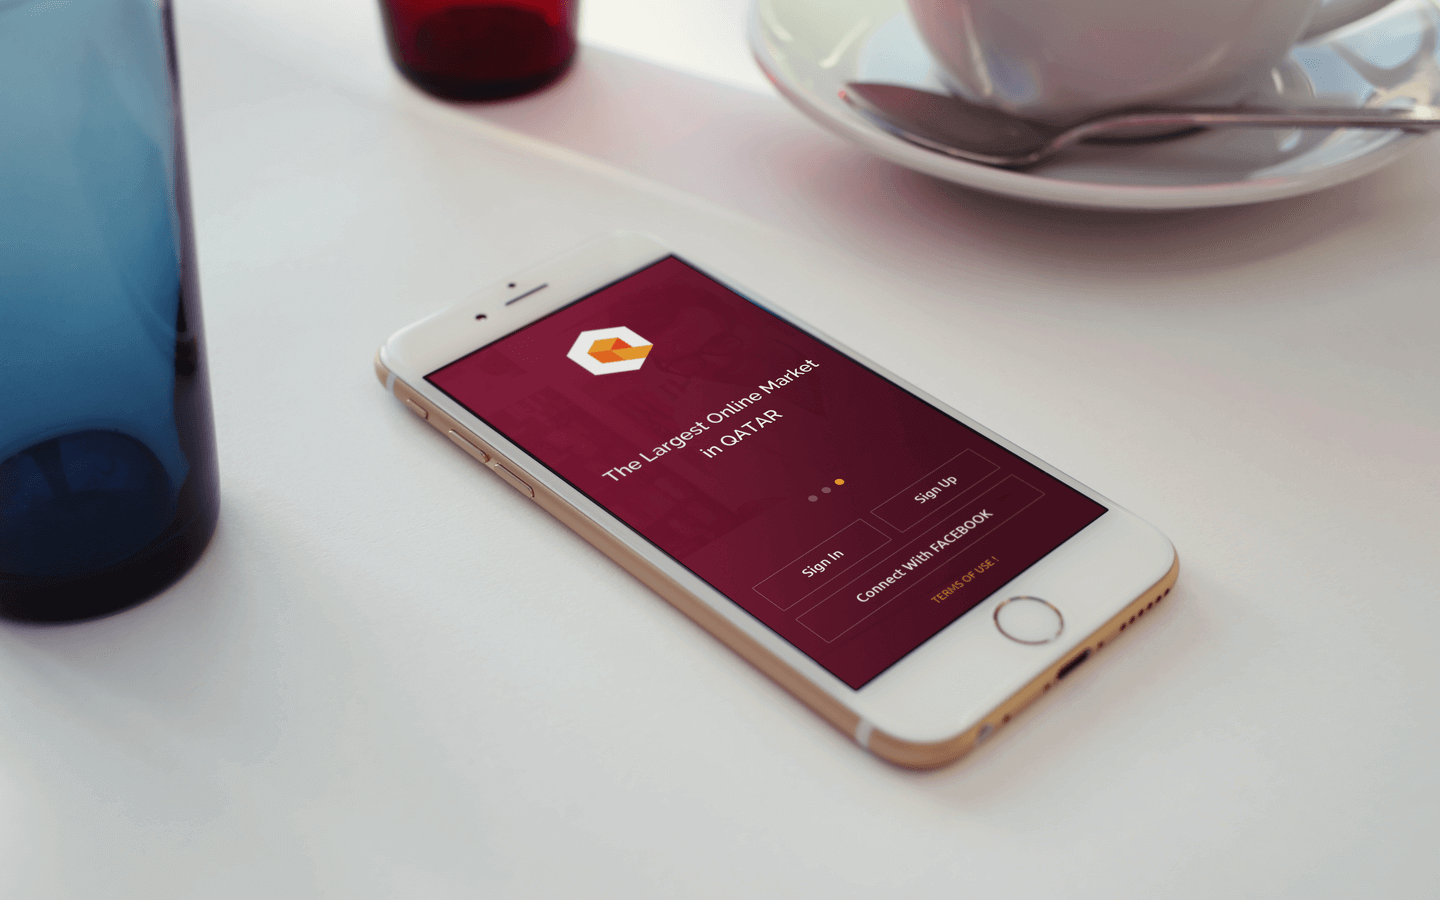 The Largest Online Market
in QATAR
Sign In
Sign Up
Connect With FACEBOOK
TERMS OF USE !